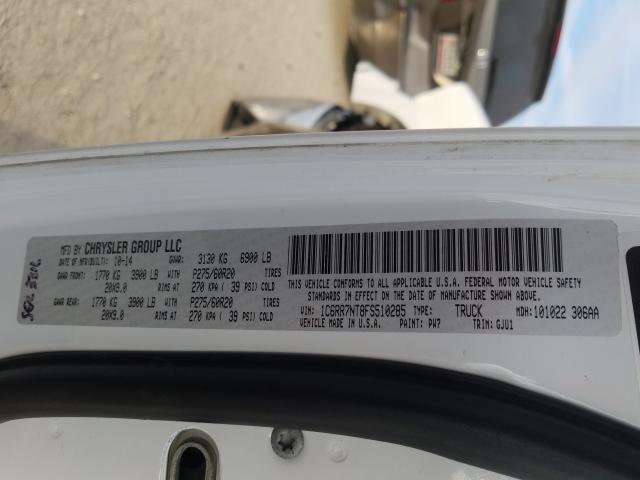 MFD BY CHRYSLER GROUP LLC
DATE OF MFR(BUILT): 10-14 GVWR: 3130 KG 6900 LB
GAWR FRONT: 1770 KG 3900 LB WITH P275/60R20 TIRES
20X9.0 RIMS AT 270 KPA ( 39 PSI) COLD
GAWR REAR: 1770 KG 3900 LB WITH P275/60R20 TIRES
20X9.0 RIMS AT 270 KPA ( 39 PSI) COLD
THIS VEHICLE CONFORMS TO ALL APPLICABLE U.S.A. FEDERAL MOTOR VEHICLE SAFETY
STANDARDS IN EFFECT ON THE DATE OF MANUFACTURE SHOWN ABOVE.
VIN: 1C6RR7NT8FS510285 TYPE: TRUCK MDH: 101022 306AA
VEHICLE MADE IN U.S.A. PAINT: PW7 TRIM: GJU1